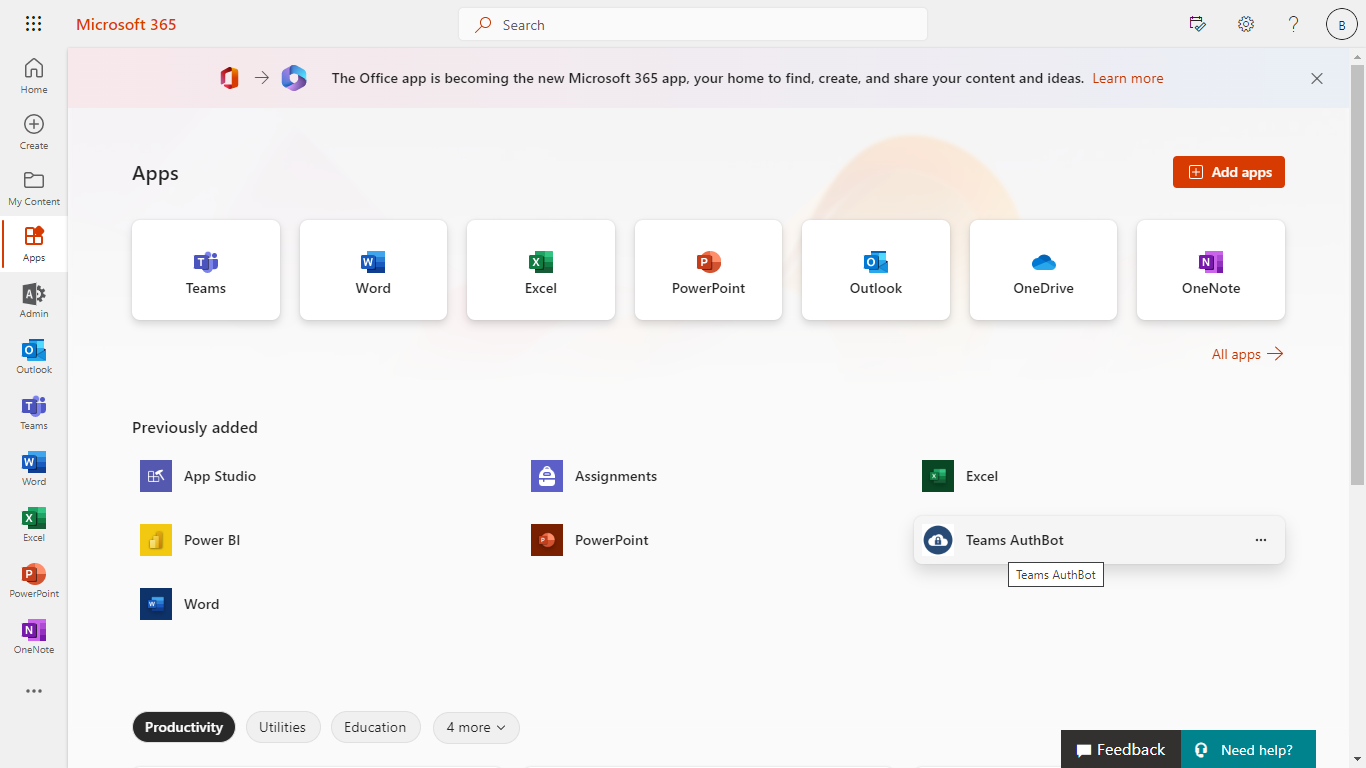 Microsoft 365
Search
B
Home
Create
My Content
Apps
Admin
Outlook
Teams
Word
Excel
PowerPoint
OneNote
The Office app is becoming the new Microsoft 365 app, your home to find, create, and share your content and ideas. Learn more
Apps
Add apps
Teams
Word
Excel
PowerPoint
Outlook
OneDrive
OneNote
All apps
Previously added
App Studio
Assignments
Excel
Power BI
PowerPoint
Teams AuthBot
Teams AuthBot
Word
Productivity
Utilities
Education
4 more
Feedback
Need help?